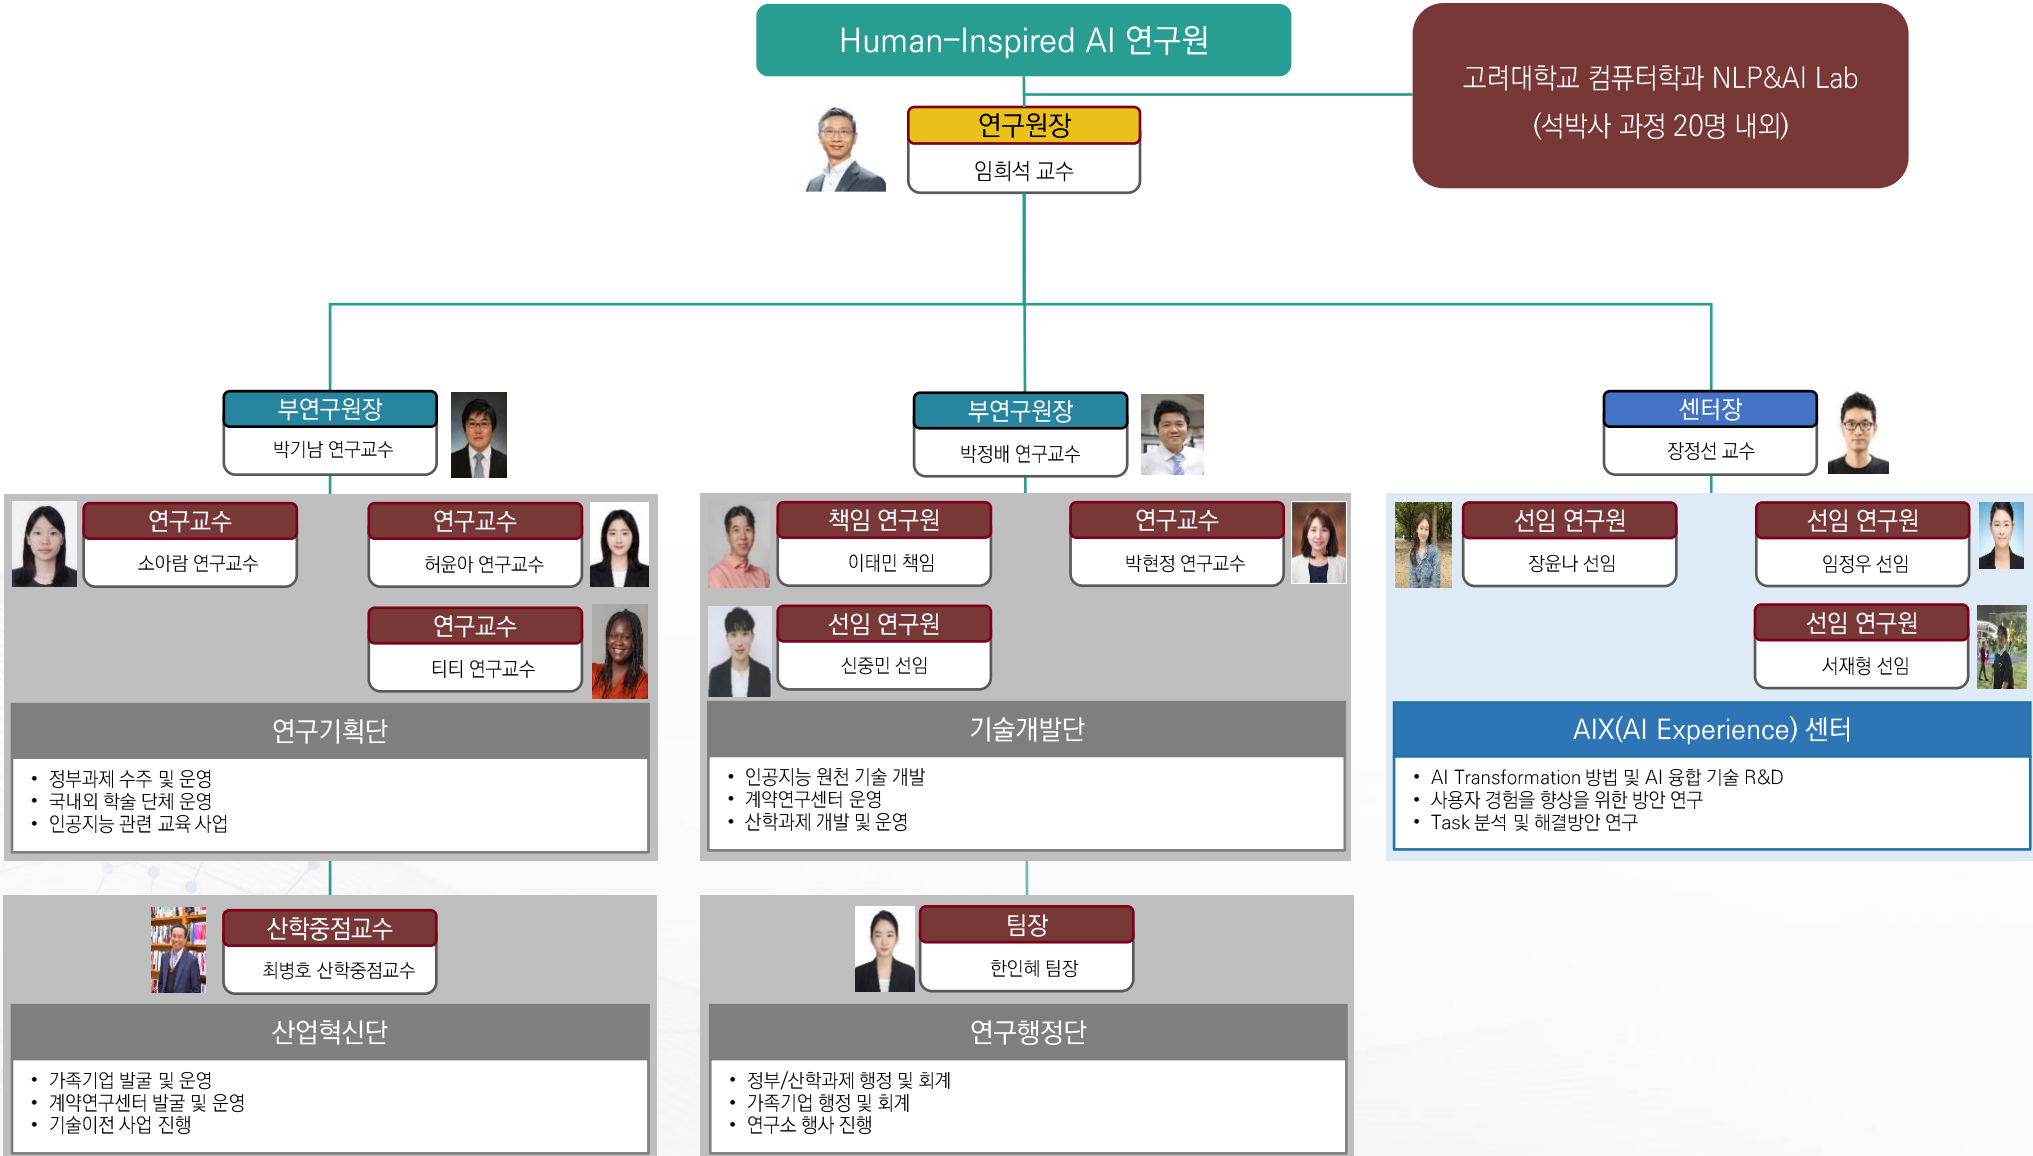 Human-Inspired AI 연구원
고려대학교 컴퓨터학과 NLP&AI Lab
(석박사 과정 20명 내외)
연구원장
임희석 교수
부연구원장
박기남 연구교수
부연구원장
박정배 연구교수
센터장
장정선 교수
연구교수
소아람 연구교수
연구교수
허윤아 연구교수
연구교수
티티 연구교수
연구기획단
• 정부과제 수주 및 운영
• 국내외 학술 단체 운영
• 인공지능 관련 교육 사업
책임 연구원
이태민 책임
연구교수
박현정 연구교수
선임 연구원
신중민 선임
기술개발단
• 인공지능 원천 기술 개발
• 계약연구센터 운영
• 산학과제 개발 및 운영
선임 연구원
장윤나 선임
선임 연구원
임정우 선임
선임 연구원
서재형 선임
AIX(AI Experience) 센터
• AI Transformation 방법 및 AI 융합 기술 R&D
• 사용자 경험을 향상을 위한 방안 연구
• Task 분석 및 해결방안 연구
산학중점교수
최병호 산학중점교수
산업혁신단
• 가족기업 발굴 및 운영
• 계약연구센터 발굴 및 운영
• 기술이전 사업 진행
팀장
한인혜 팀장
연구행정단
• 정부/산학과제 행정 및 회계
• 가족기업 행정 및 회계
• 연구소 행사 진행